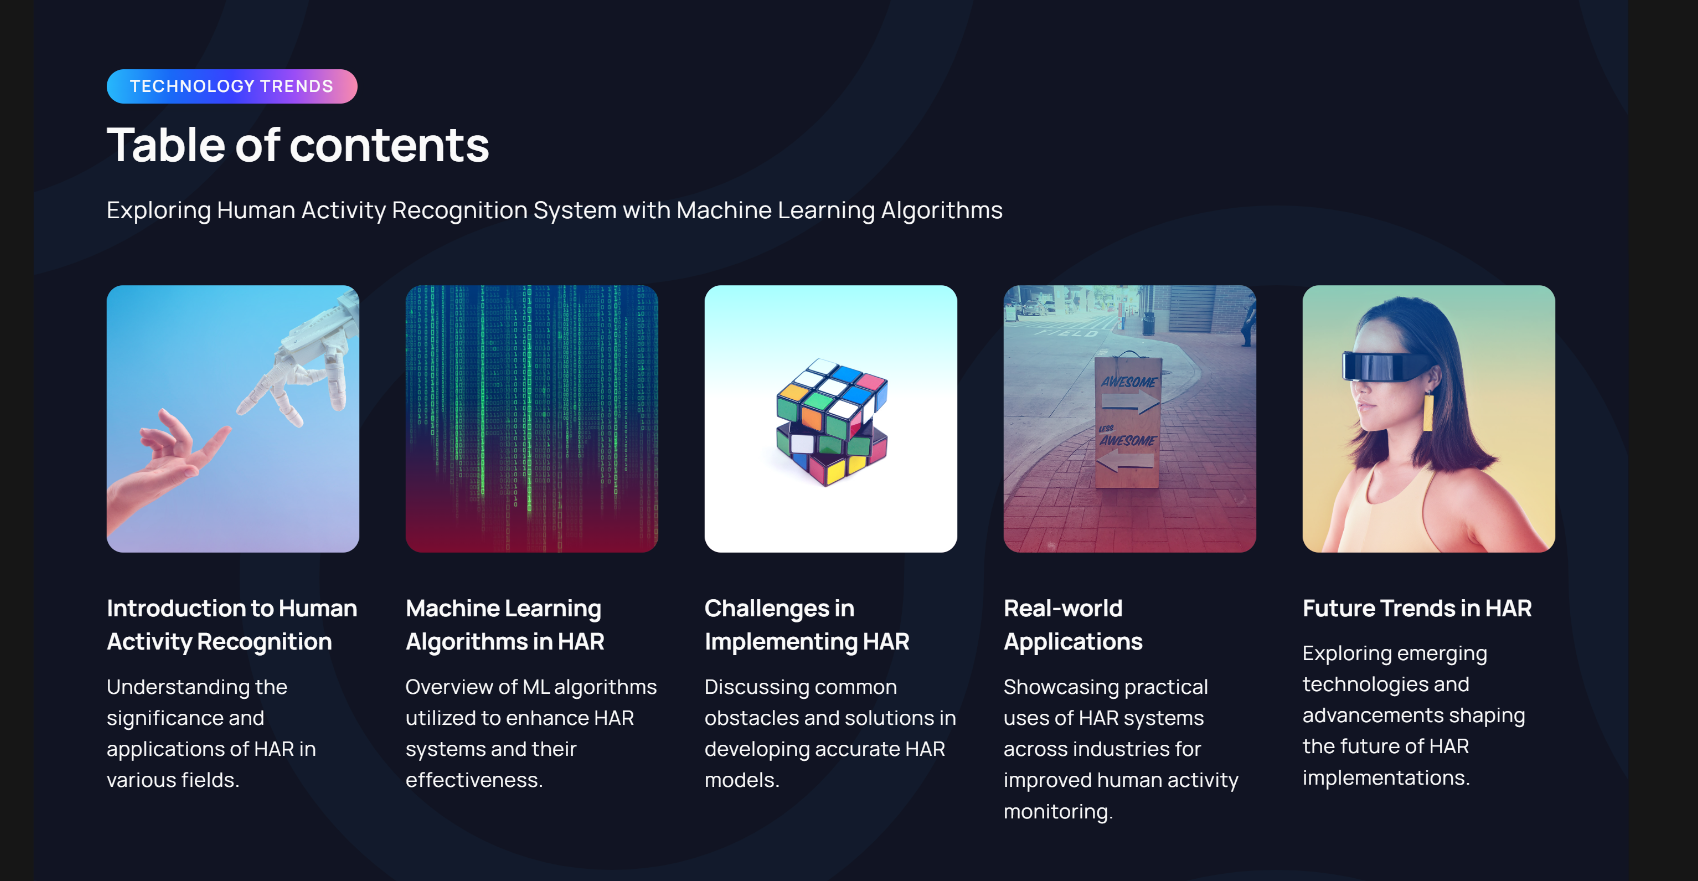 TECHNOLOGY TRENDS
Table of contents
Exploring Human Activity Recognition System with Machine Learning Algorithms
AWESOME
LESS
AWESOME
Introduction to Human
Activity Recognition
Understanding the
significance and
applications of HAR in
various fields.
Machine Learning
Algorithms in HAR
Overview of ML algorithms
utilized to enhance HAR
systems and their
effectiveness.
Challenges in
Implementing HAR
Discussing common
obstacles and solutions in
developing accurate HAR
models.
Real-world
Applications
Showcasing practical
uses of HAR systems
across industries for
improved human activity
monitoring.
Future Trends in HAR
Exploring emerging
technologies and
advancements shaping
the future of HAR
implementations.